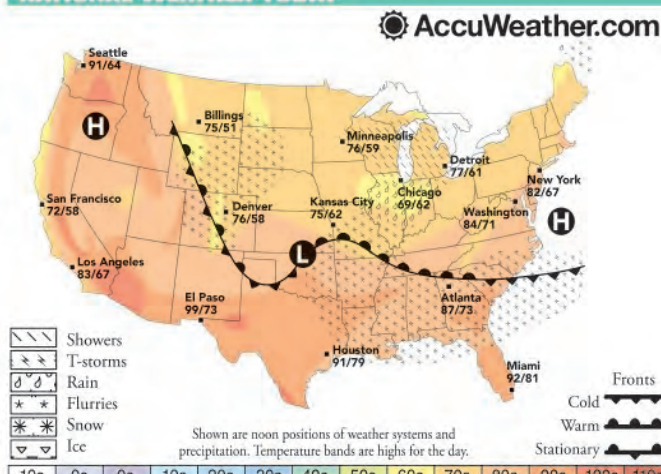 AccuWeather.com
Seattle
91/64
H
Billings
75/51
Minneapolis
76/59
Detroit
77/61
New York
82/67
San Francisco
72/58
Denver
76/58
Kansas City
75/62
Chicago
69/62
Washington
84/71
H
Los Angeles
83/67
L
El Paso
99/73
Atlanta
87/73
Houston
91/79
Miami
92/81
Showers
T-storms
Rain
Flurries
Snow
Ice
Shown are noon positions of weather systems and
precipitation. Temperature bands are highs for the day.
Fronts
Cold
Warm
Stationary